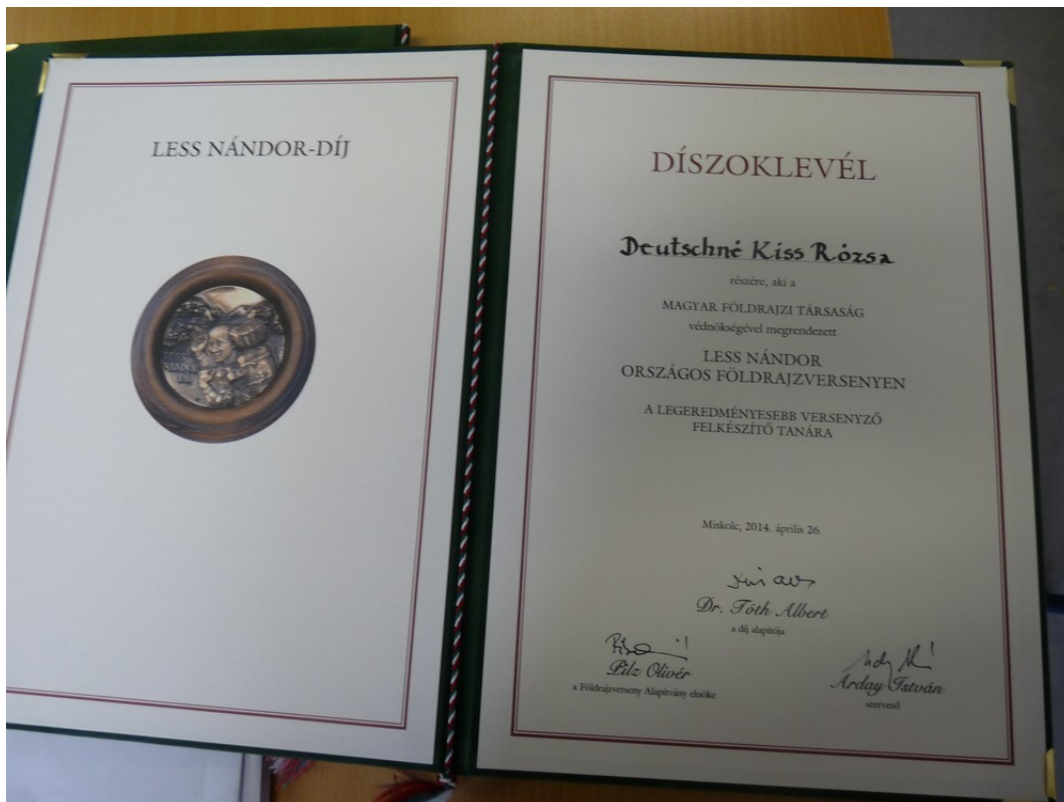 LESS NÁNDOR-DÍJ
NÁNDOR
DÍSZOKLEVÉL
Deutschné Kiss Rózsa
részére, aki a
MAGYAR FÖLDRAJZI TÁRSASÁG
védnökségével megrendezett
LESS NÁNDOR
ORSZÁGOS FÖLDRAJZVERSENYEN
A LEGEREDMÉNYESEBB VERSENYZŐ
FELKÉSZÍTŐ TANÁRA
Miskolc, 2014. április 26.
Dr. Tóth Albert
a díj alapítója
Pilz Olivér
a Földrajzverseny Alapítvány elnöke
Arday István
szervező